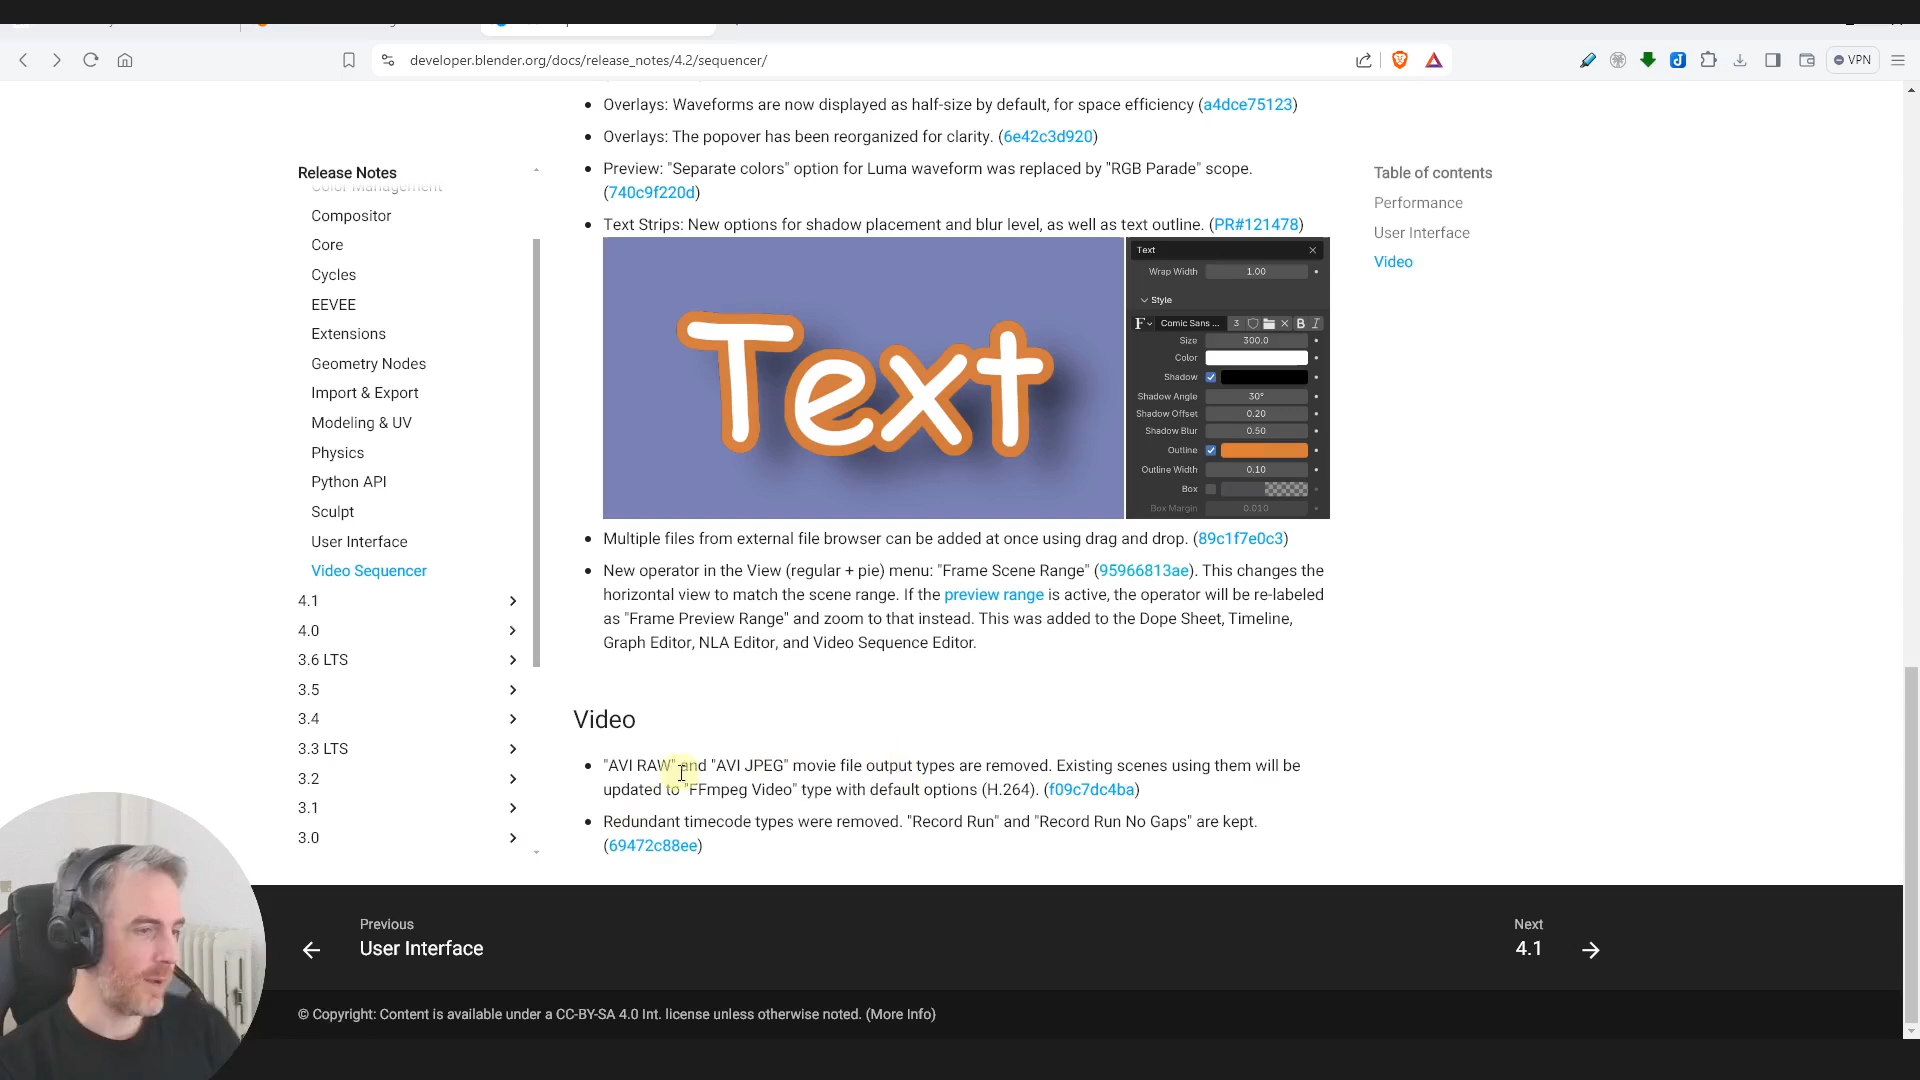 developer.blender.org/docs/release_notes/4.2/sequencer/
VPN
Release Notes
Color Management
Compositor
Core
Cycles
EEVEE
Extensions
Geometry Nodes
Import & Export
Modeling & UV
Physics
Python API
Sculpt
User Interface
Video Sequencer
4.1
4.0
3.6 LTS
3.5
3.4
3.3 LTS
3.2
3.1
3.0
Overlays: Waveforms are now displayed as half-size by default, for space efficiency (a4dce75123)
Overlays: The popover has been reorganized for clarity. (6e42c3d920)
Preview: "Separate colors" option for Luma waveform was replaced by "RGB Parade" scope.
(740c9f220d)
Text Strips: New options for shadow placement and blur level, as well as text outline. (PR#121478)
Text
Text
Wrap Width 1.00
Style
F Comic Sans ... 3 B I
Size 300.0
Color
Shadow
Shadow Angle 30°
Shadow Offset 0.20
Shadow Blur 0.50
Outline
Outline Width 0.10
Box
Box Margin 0.010
Multiple files from external file browser can be added at once using drag and drop. (89c1f7e0c3)
New operator in the View (regular + pie) menu: "Frame Scene Range" (95966813ae). This changes the
horizontal view to match the scene range. If the preview range is active, the operator will be re-labeled
as "Frame Preview Range" and zoom to that instead. This was added to the Dope Sheet, Timeline,
Graph Editor, NLA Editor, and Video Sequence Editor.
Video
"AVI RAW" and "AVI JPEG" movie file output types are removed. Existing scenes using them will be
updated to "FFmpeg Video" type with default options (H.264). (f09c7dc4ba)
Redundant timecode types were removed. "Record Run" and "Record Run No Gaps" are kept.
(69472c88ee)
Table of contents
Performance
User Interface
Video
Previous
User Interface
Next
4.1
© Copyright: Content is available under a CC-BY-SA 4.0 Int. license unless otherwise noted. (More Info)